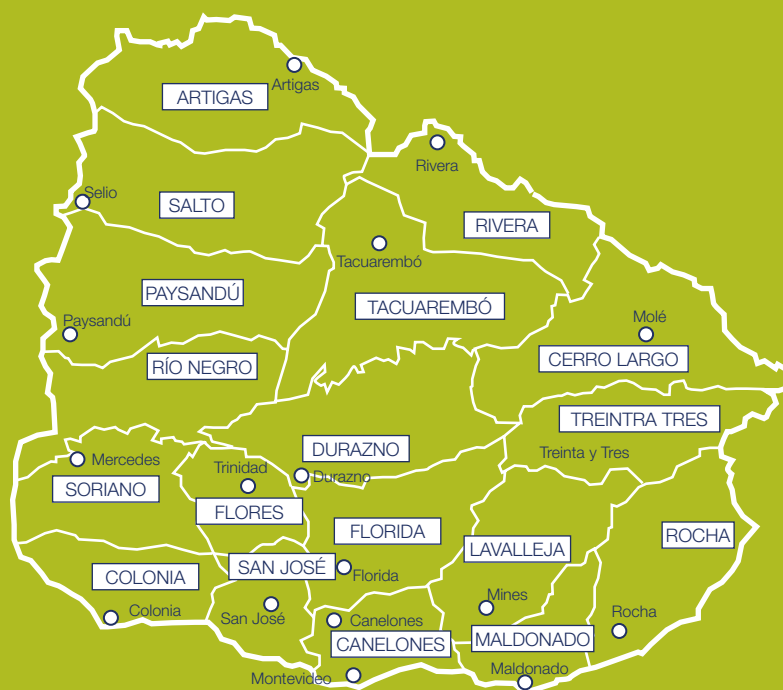 Artigas
ARTIGAS
Rivera
Selio
SALTO
RIVERA
Tacuarembó
PAYSANDÚ
TACUAREMBÓ
Paysandú
Molé
RÍO NEGRO
CERRO LARGO
TREINTRA TRES
DURAZNO
Treinta y Tres
Mercedes
Trinidad
Durazno
SORIANO
FLORES
FLORIDA
ROCHA
LAVALLEJA
SAN JOSÉ
COLONIA
Florida
Mines
Colonia
San José
Canelones
Rocha
CANELONES
MALDONADO
Maldonado
Montevideo